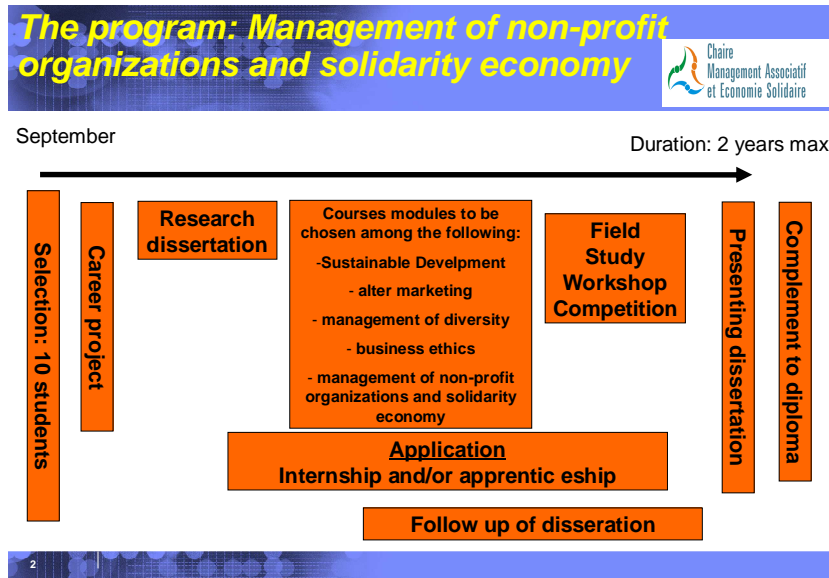 The program: Management of non-profit
organizations and solidarity economy
Chaire
Management Associatif
et Economie Solidaire
September
Duration: 2 years max
Selection: 10 students
Career project
Research
dissertation
Courses modules to be
chosen among the following:
-Sustainable Develpment
- alter marketing
- management of diversity
- business ethics
- management of non-profit
organizations and solidarity
economy
Field
Study
Workshop
Competition
Presenting dissertation
Complement to diploma
Application
Internship and/or apprentic eship
Follow up of disseration
2